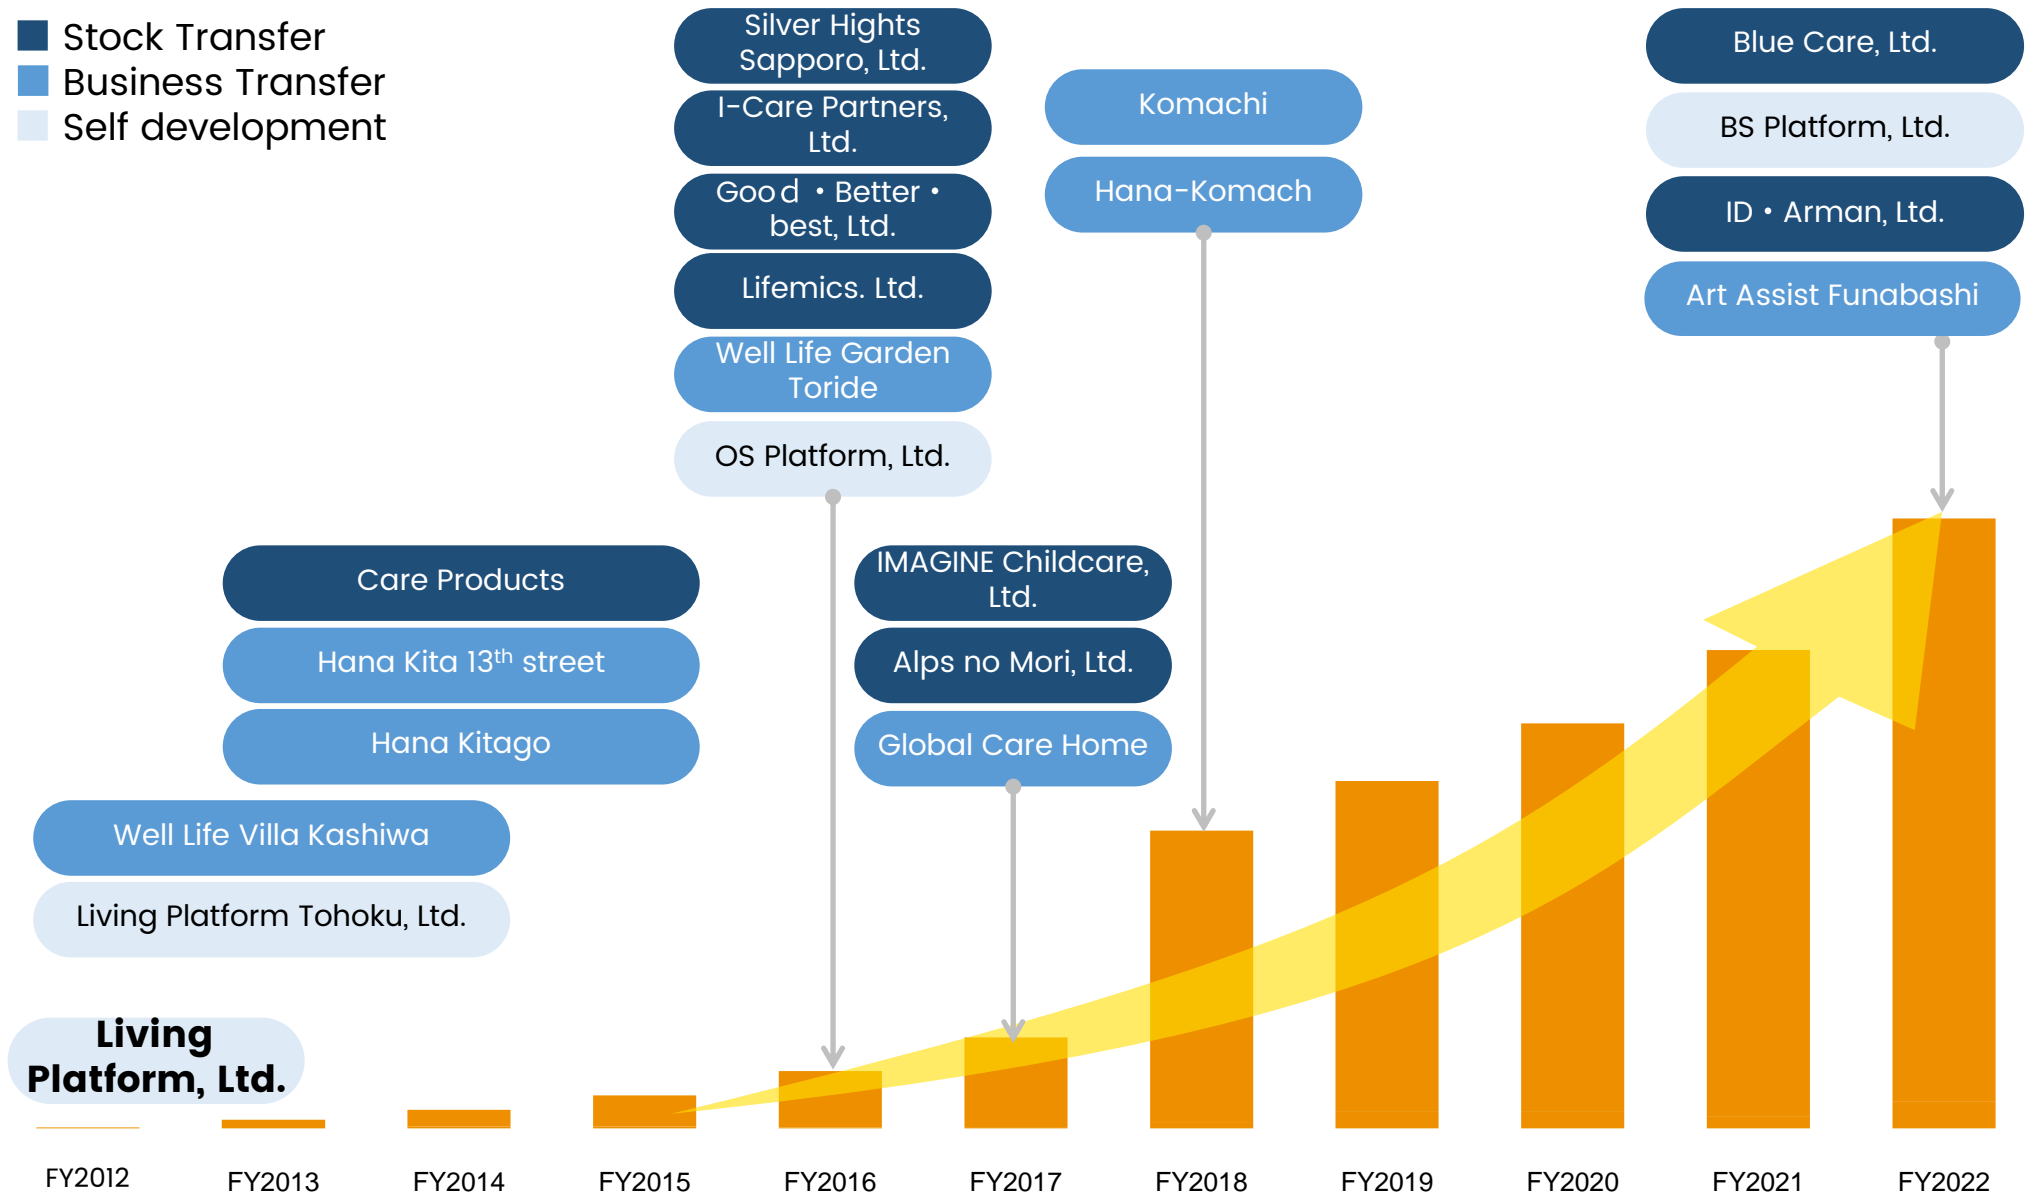 Stock Transfer
Business Transfer
Self development
Silver Hights
Sapporo, Ltd.
I-Care Partners,
Ltd.
Good・Better・
best, Ltd.
Lifemics. Ltd.
Well Life Garden
Toride
OS Platform, Ltd.
Komachi
Hana-Komach
Blue Care, Ltd.
BS Platform, Ltd.
ID・Arman, Ltd.
Art Assist Funabashi
Care Products
Hana Kita 13th street
Hana Kitago
IMAGINE Childcare,
Ltd.
Alps no Mori, Ltd.
Global Care Home
Well Life Villa Kashiwa
Living Platform Tohoku, Ltd.
Living
Platform, Ltd.
FY2012 FY2013 FY2014 FY2015 FY2016 FY2017 FY2018 FY2019 FY2020 FY2021 FY2022